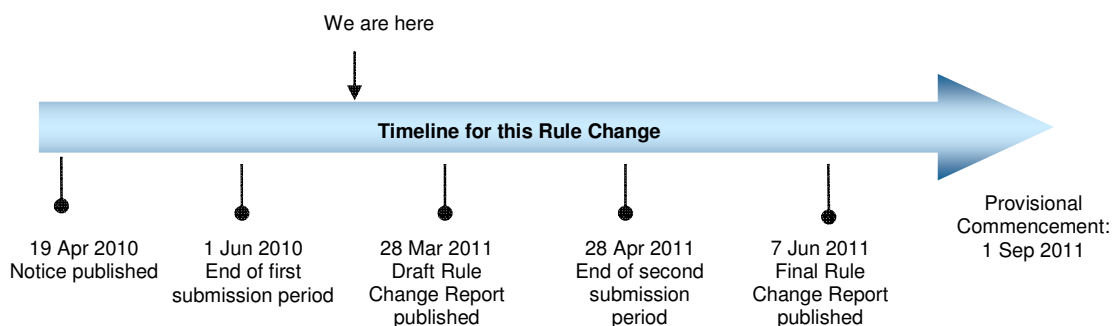 We are here
Timeline for this Rule Change
19 Apr 2010
Notice published
1 Jun 2010
End of first
submission period
28 Mar 2011
Draft Rule
Change Report
published
28 Apr 2011
End of second
submission
period
7 Jun 2011
Final Rule
Change Report
published
Provisional
Commencement:
1 Sep 2011